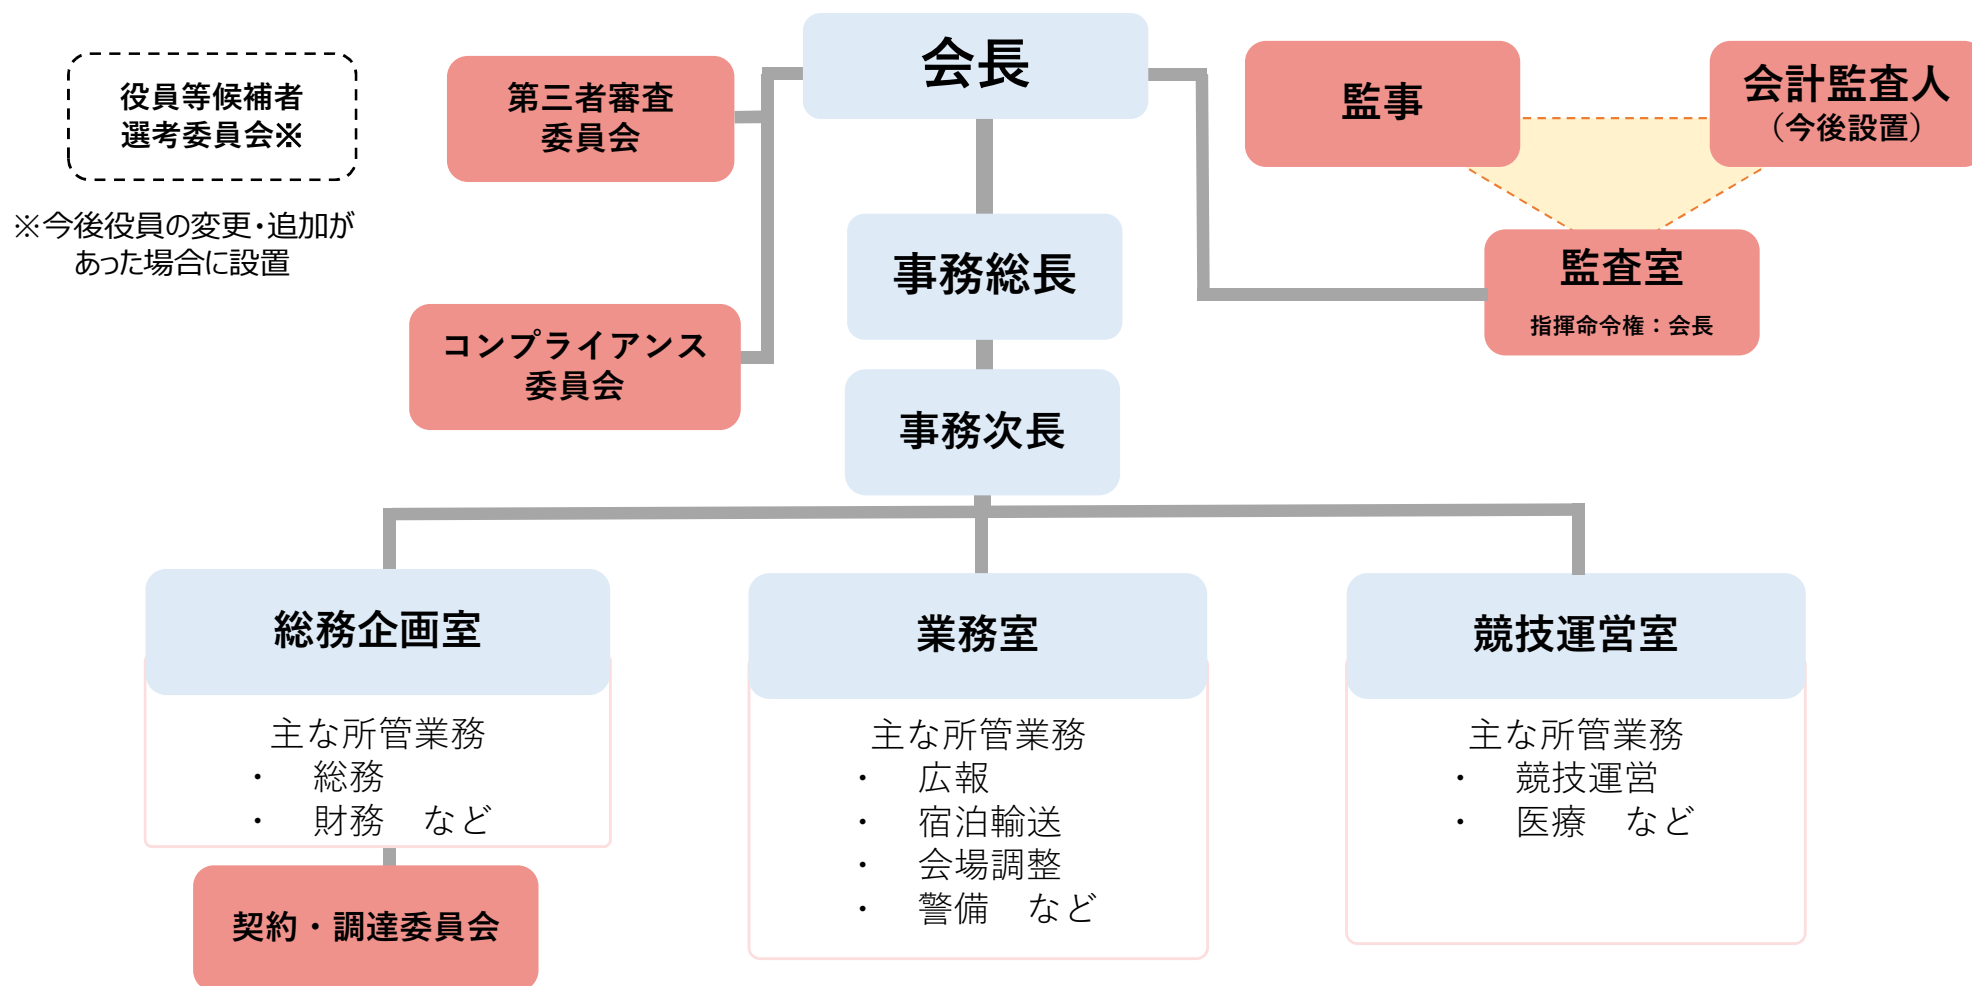 会長
役員等候補者
選考委員会※
※今後役員の変更・追加が
あった場合に設置
第三者審査
委員会
監事
会計監査人
（今後設置）
事務総長
監査室
指揮命令権：会長
コンプライアンス
委員会
事務次長
総務企画室
主な所管業務
・　総務
・　財務　など
契約・調達委員会
業務室
主な所管業務
・　広報
・　宿泊輸送
・　会場調整
・　警備　など
競技運営室
主な所管業務
・　競技運営
・　医療　など